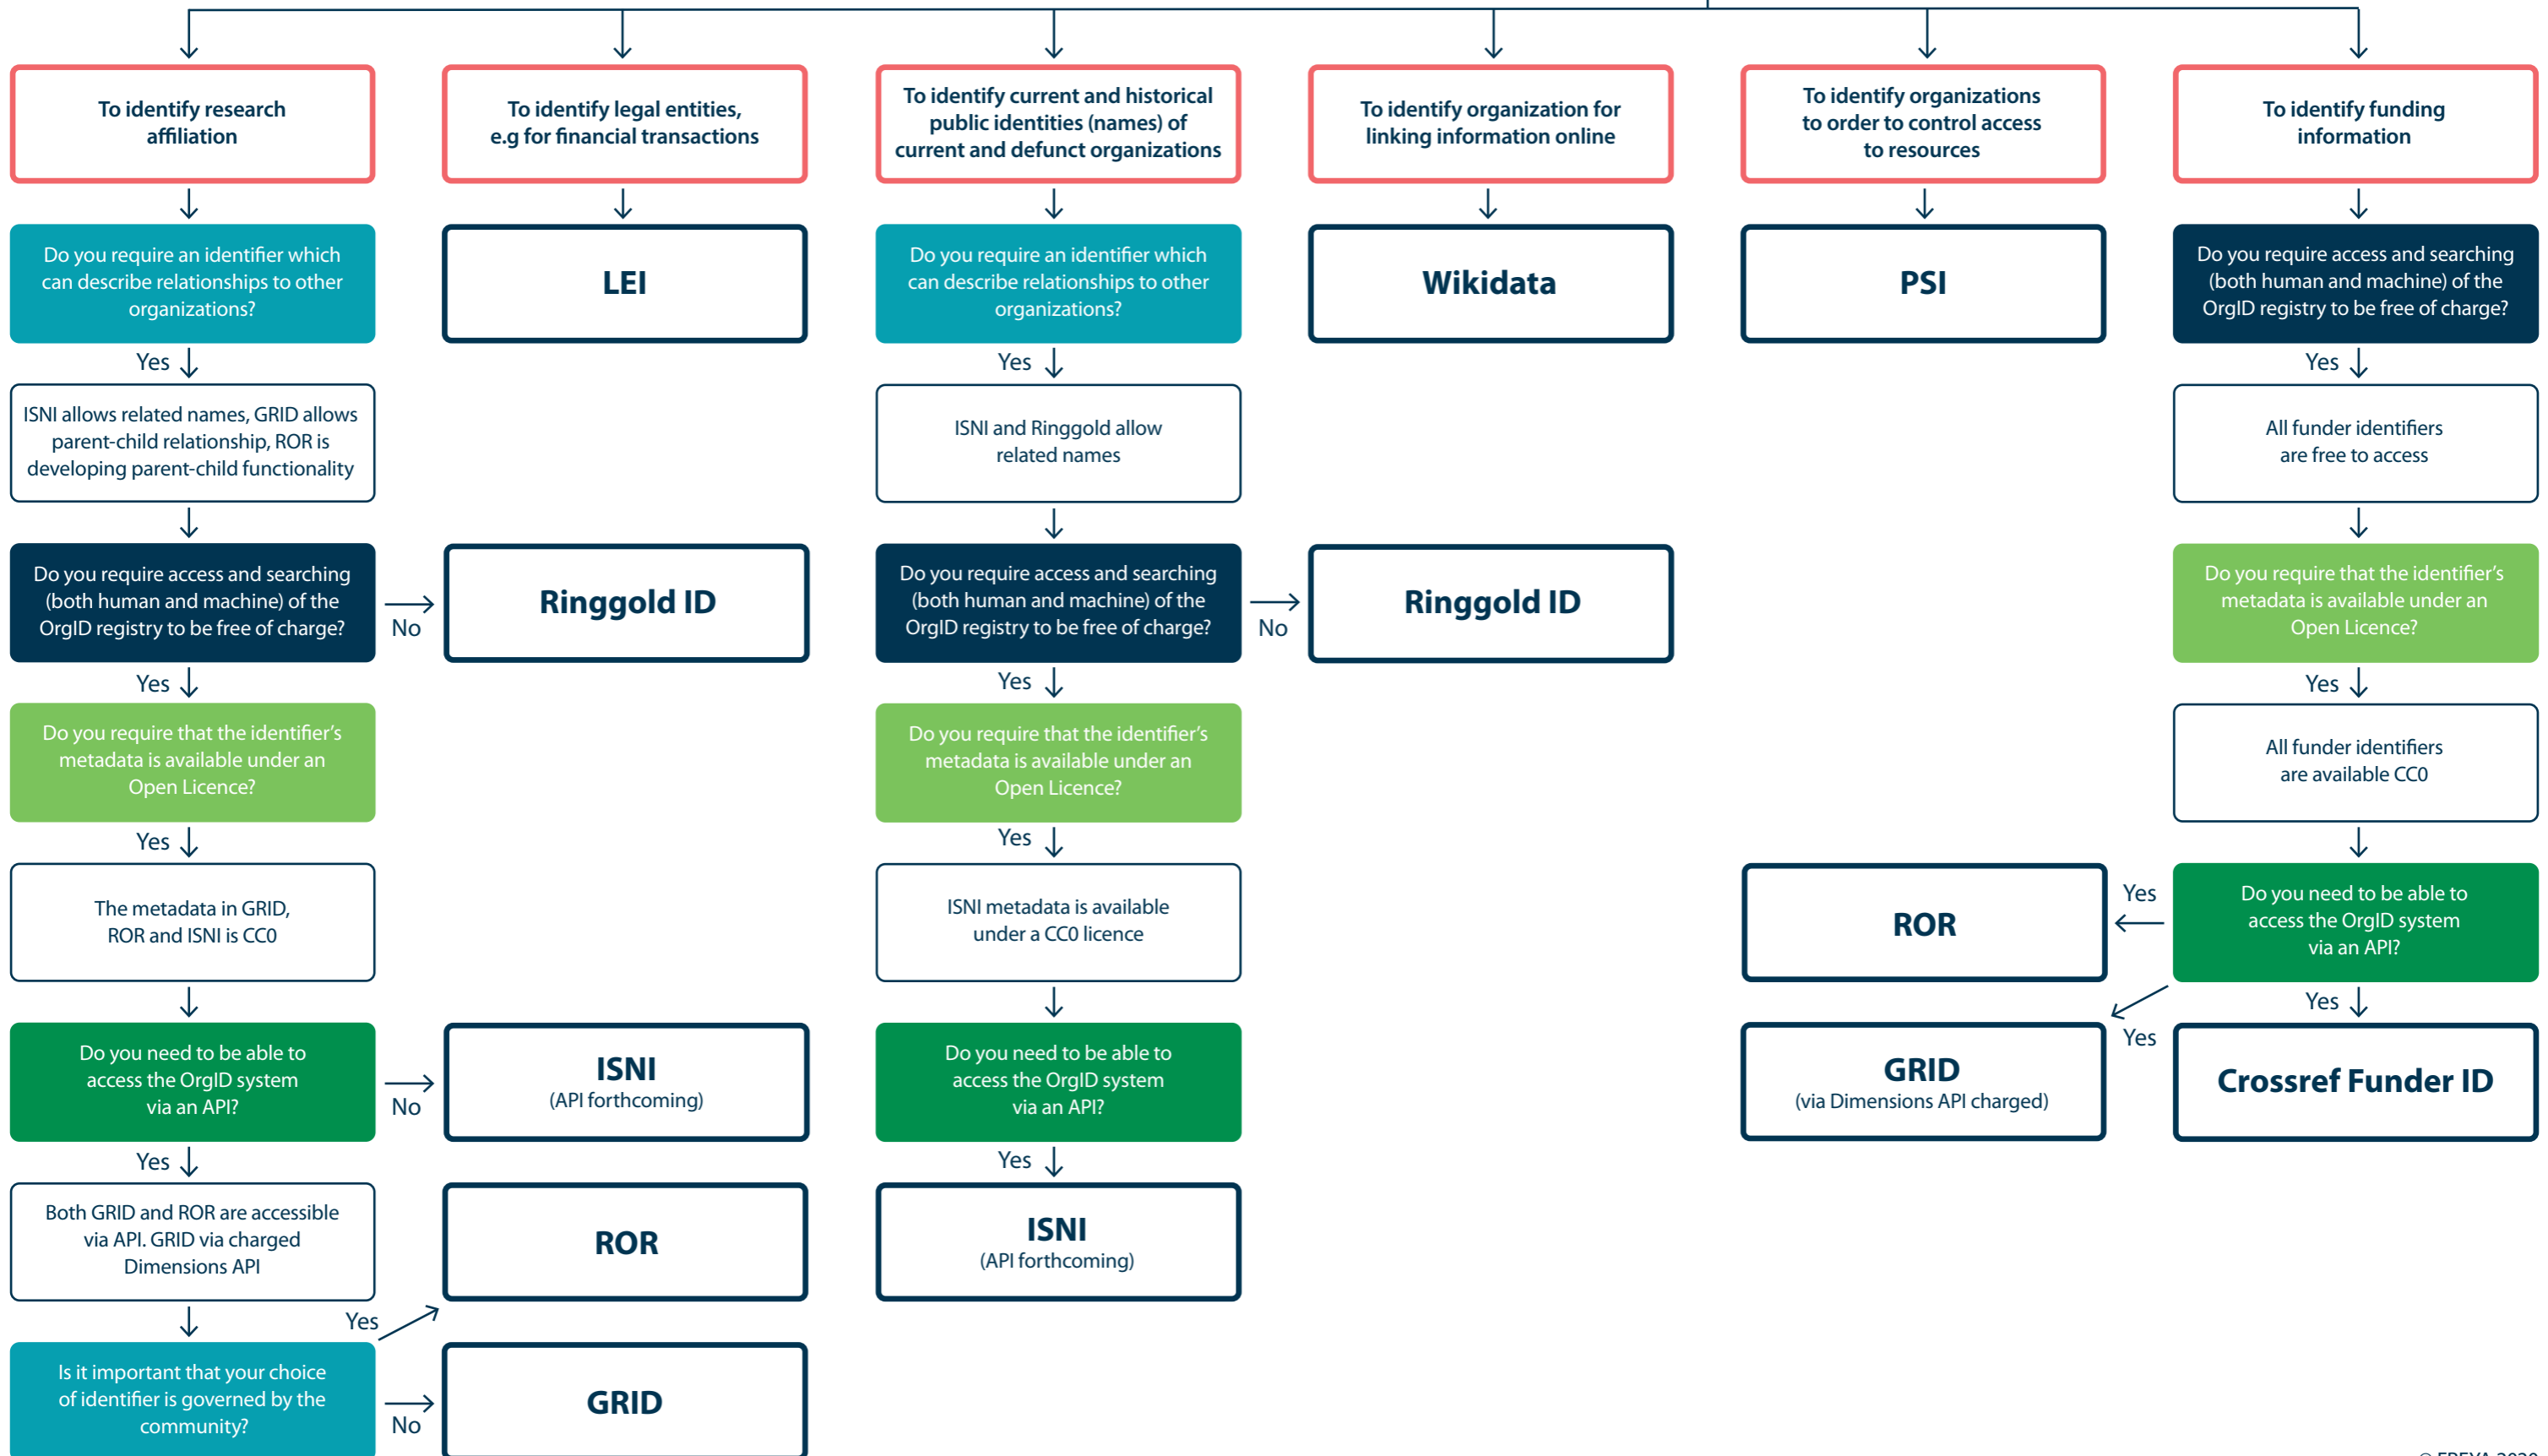 To identify research
affiliation
To identify legal entities,
e.g for financial transactions
To identify current and historical
public identities (names) of
current and defunct organizations
To identify organization for
linking information online
To identify organizations
to order to control access
to resources
To identify funding
information
Do you require an identifier which
can describe relationships to other
organizations?
LEI
Do you require an identifier which
can describe relationships to other
organizations?
Wikidata
PSI
Do you require access and searching
(both human and machine) of the
OrgID registry to be free of charge?
Yes
Yes
Yes
ISNI allows related names, GRID allows
parent-child relationship, ROR is
developing parent-child functionality
ISNI and Ringgold allow
related names
All funder identifiers
are free to access
Do you require access and searching
(both human and machine) of the
OrgID registry to be free of charge?
No
Ringgold ID
Do you require access and searching
(both human and machine) of the
OrgID registry to be free of charge?
No
Ringgold ID
Do you require that the identifier's
metadata is available under an
Open Licence?
Yes
Yes
Yes
Do you require that the identifier's
metadata is available under an
Open Licence?
Do you require that the identifier's
metadata is available under an
Open Licence?
All funder identifiers
are available CC0
Yes
Yes
The metadata in GRID,
ROR and ISNI is CC0
ISNI metadata is available
under a CC0 licence
ROR
Yes
Do you need to be able to
access the OrgID system
via an API?
Yes
Yes
Do you need to be able to
access the OrgID system
via an API?
No
ISNI
(API forthcoming)
Do you need to be able to
access the OrgID system
via an API?
GRID
(via Dimensions API charged)
Crossref Funder ID
Yes
Yes
Both GRID and ROR are accessible
via API. GRID via charged
Dimensions API
ROR
ISNI
(API forthcoming)
Yes
Is it important that your choice
of identifier is governed by the
community?
No
GRID